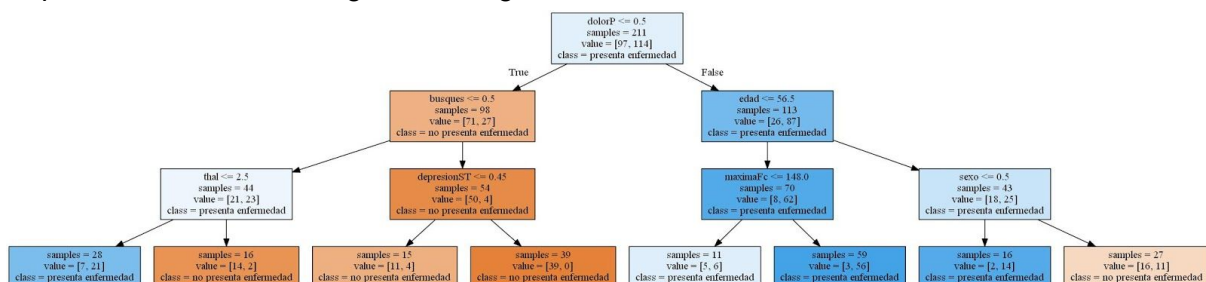 dolorP <= 0.5
samples = 211
value = [97, 114]
class = presenta enfermedad
True
False
busques <= 0.5
samples = 98
value = [71, 27]
class = no presenta enfermedad
edad <= 56.5
samples = 113
value = [26, 87]
class = presenta enfermedad
thal <= 2.5
samples = 44
value = [21, 23]
class = presenta enfermedad
depresionST <= 0.45
samples = 54
value = [50, 4]
class = no presenta enfermedad
maximaFc <= 148.0
samples = 70
value = [8, 62]
class = presenta enfermedad
sexo <= 0.5
samples = 43
value = [18, 25]
class = presenta enfermedad
samples = 28
value = [7, 21]
class = presenta enfermedad
samples = 16
value = [14, 2]
class = no presenta enfermedad
samples = 15
value = [11, 4]
class = no presenta enfermedad
samples = 39
value = [39, 0]
class = no presenta enfermedad
samples = 11
value = [5, 6]
class = presenta enfermedad
samples = 59
value = [3, 56]
class = presenta enfermedad
samples = 16
value = [2, 14]
class = presenta enfermedad
samples = 27
value = [16, 11]
class = no presenta enfermedad